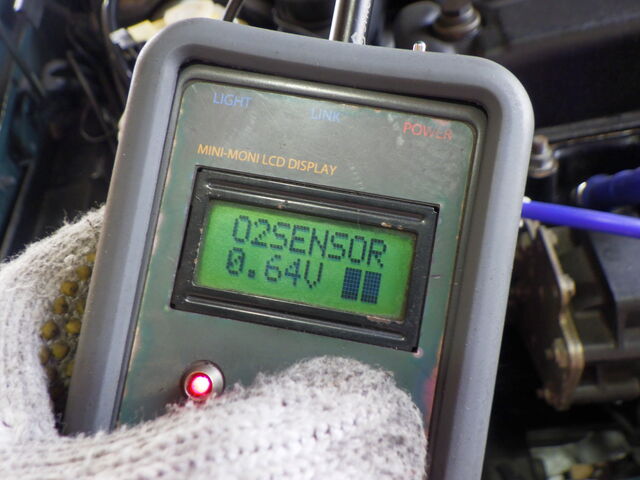 LIGHT LINK POWER
MINI-MONI LCD DISPLAY
O2SENSOR
0.64V